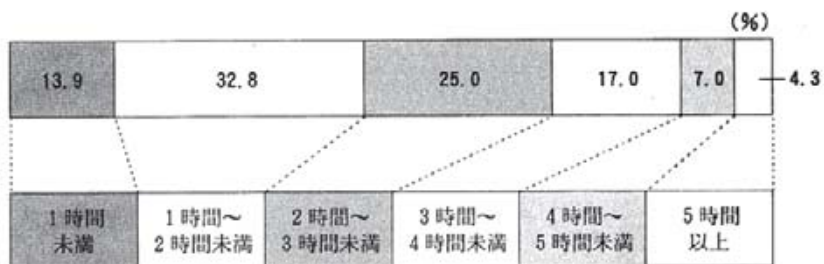 (%)
13.9 32.8 25.0 17.0 7.0 4.3
1時間 1時間～ 2時間～ 3時間～ 4時間～ 5時間
未満 2時間未満 3時間未満 4時間未満 5時間未満 以上